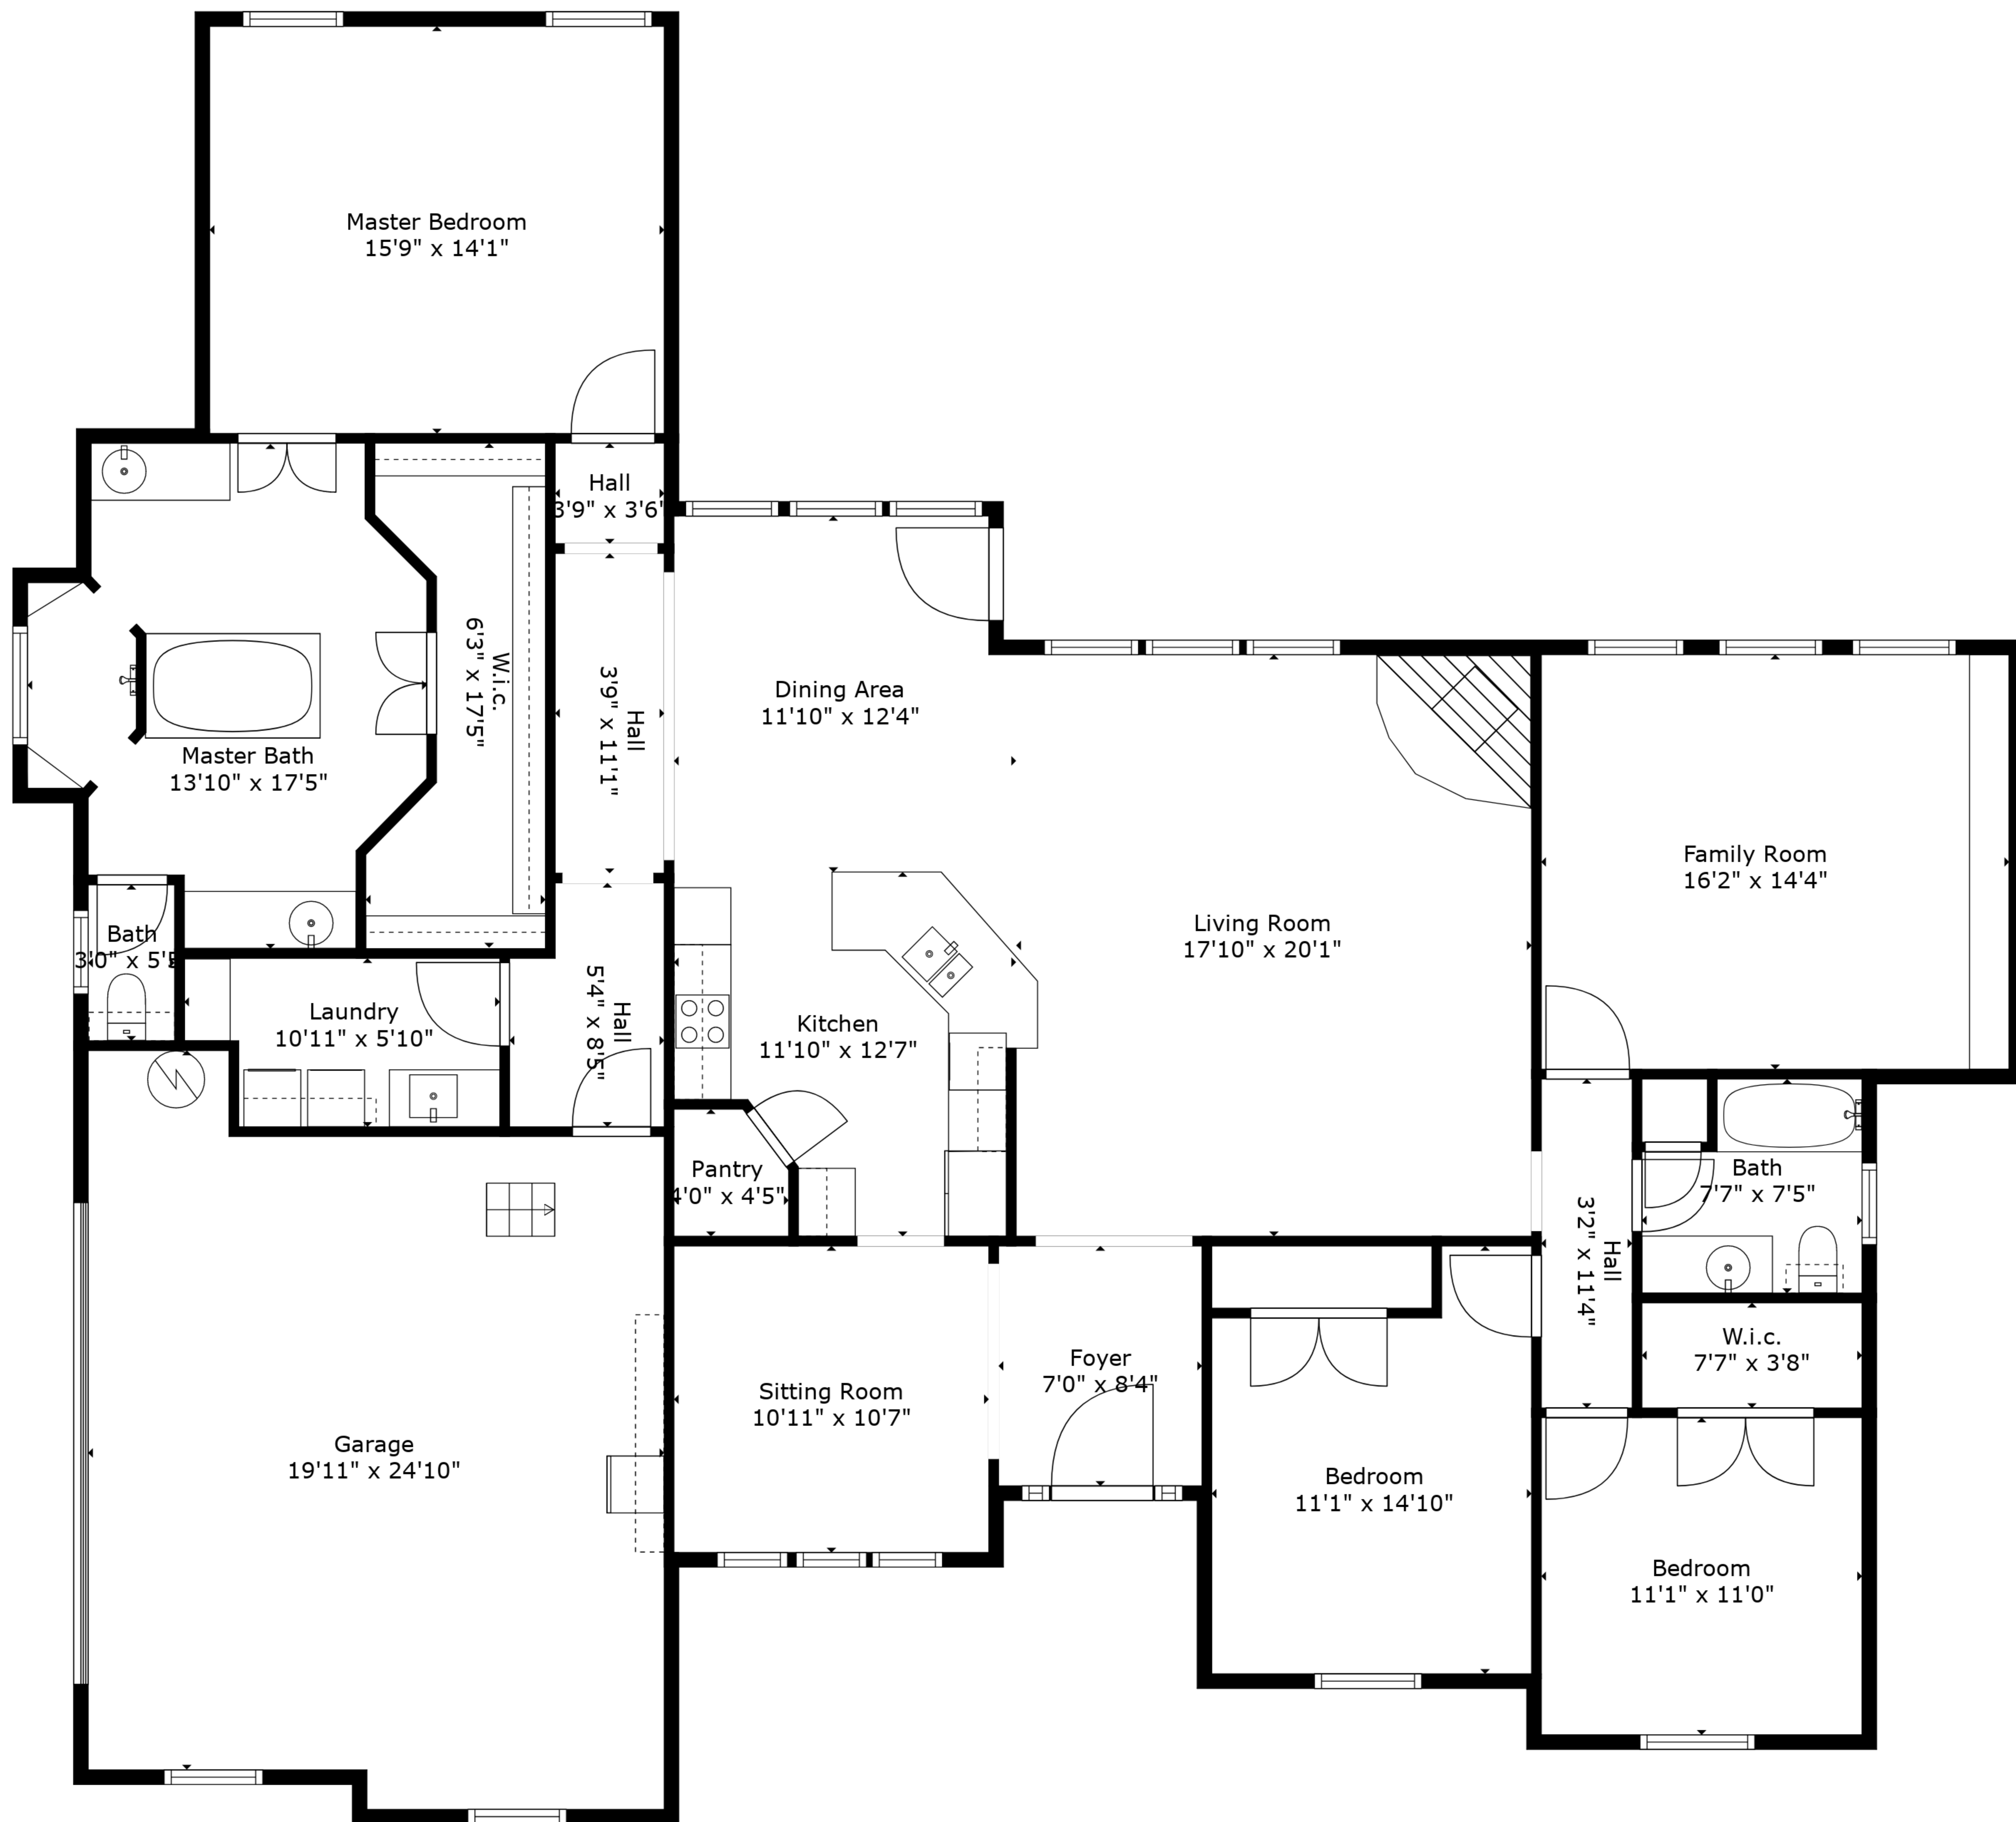 Master Bedroom
15'9" x 14'1"
Hall
3'9" x 3'6"
W.i.c.
6'3" x 17'5"
Hall
3'9" x 11'1"
Dining Area
11'10" x 12'4"
Master Bath
13'10" x 17'5"
Family Room
16'2" x 14'4"
Living Room
17'10" x 20'1"
Bath
3'0" x 5'5
Laundry
10'11" x 5'10"
Hall
5'4" x 8'5"
Kitchen
11'10" x 12'7"
Pantry
4'0" x 4'5"
Bath
7'7" x 7'5"
Hall
3'2" x 11'4"
W.i.c.
7'7" x 3'8"
Foyer
7'0" x 8'4"
Sitting Room
10'11" x 10'7"
Garage
19'11" x 24'10"
Bedroom
11'1" x 14'10"
Bedroom
11'1" x 11'0"